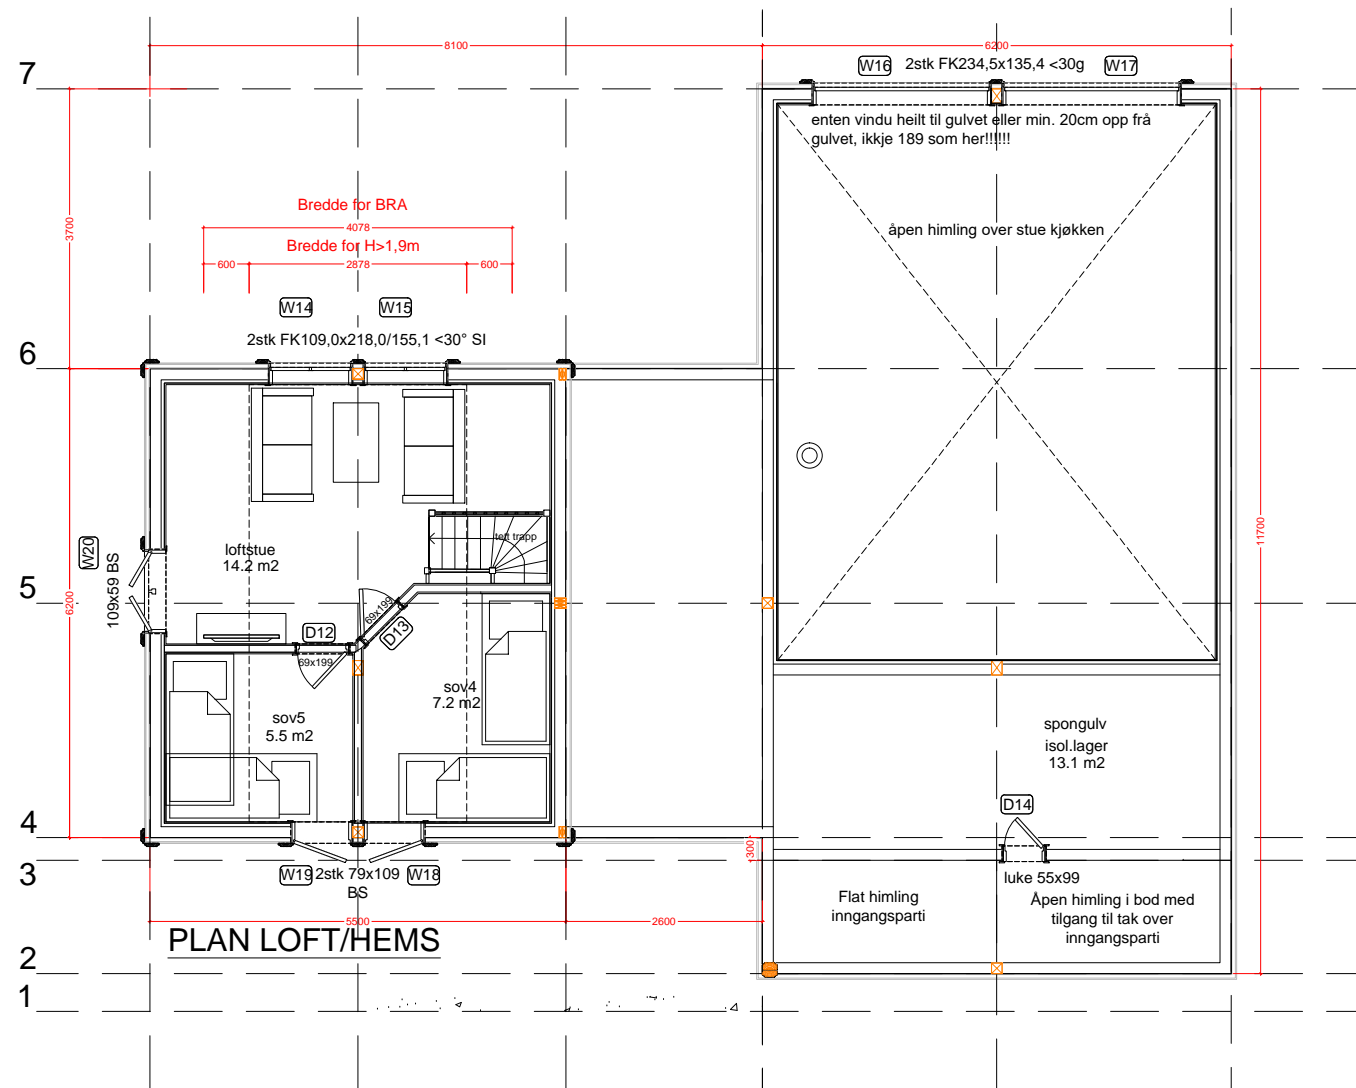 8100
6200
7
W16
2stk FK234,5x135,4 <30g
W17
enten vindu heilt til gulvet eller min. 20cm opp frå
gulvet, ikkje 189 som her!!!!!!
3700
Bredde for BRA
4078
Bredde for H>1,9m
600
2878
600
åpen himling over stue kjøkken
W14
W15
2stk FK109,0x218,0/155,1 <30° SI
6
11700
tett trapp
loftstue
14.2 m2
W20
109x59 BS
5
6200
69x199
D13
D12
69x199
sov4
7.2 m2
sov5
5.5 m2
spongulv
isol.lager
13.1 m2
D14
4
300
3
W19
2stk 79x109
BS
W18
luke 55x99
Flat himling
inngangsparti
Åpen himling i bod med
tilgang til tak over
inngangsparti
5500
2600
PLAN LOFT/HEMS
2
1